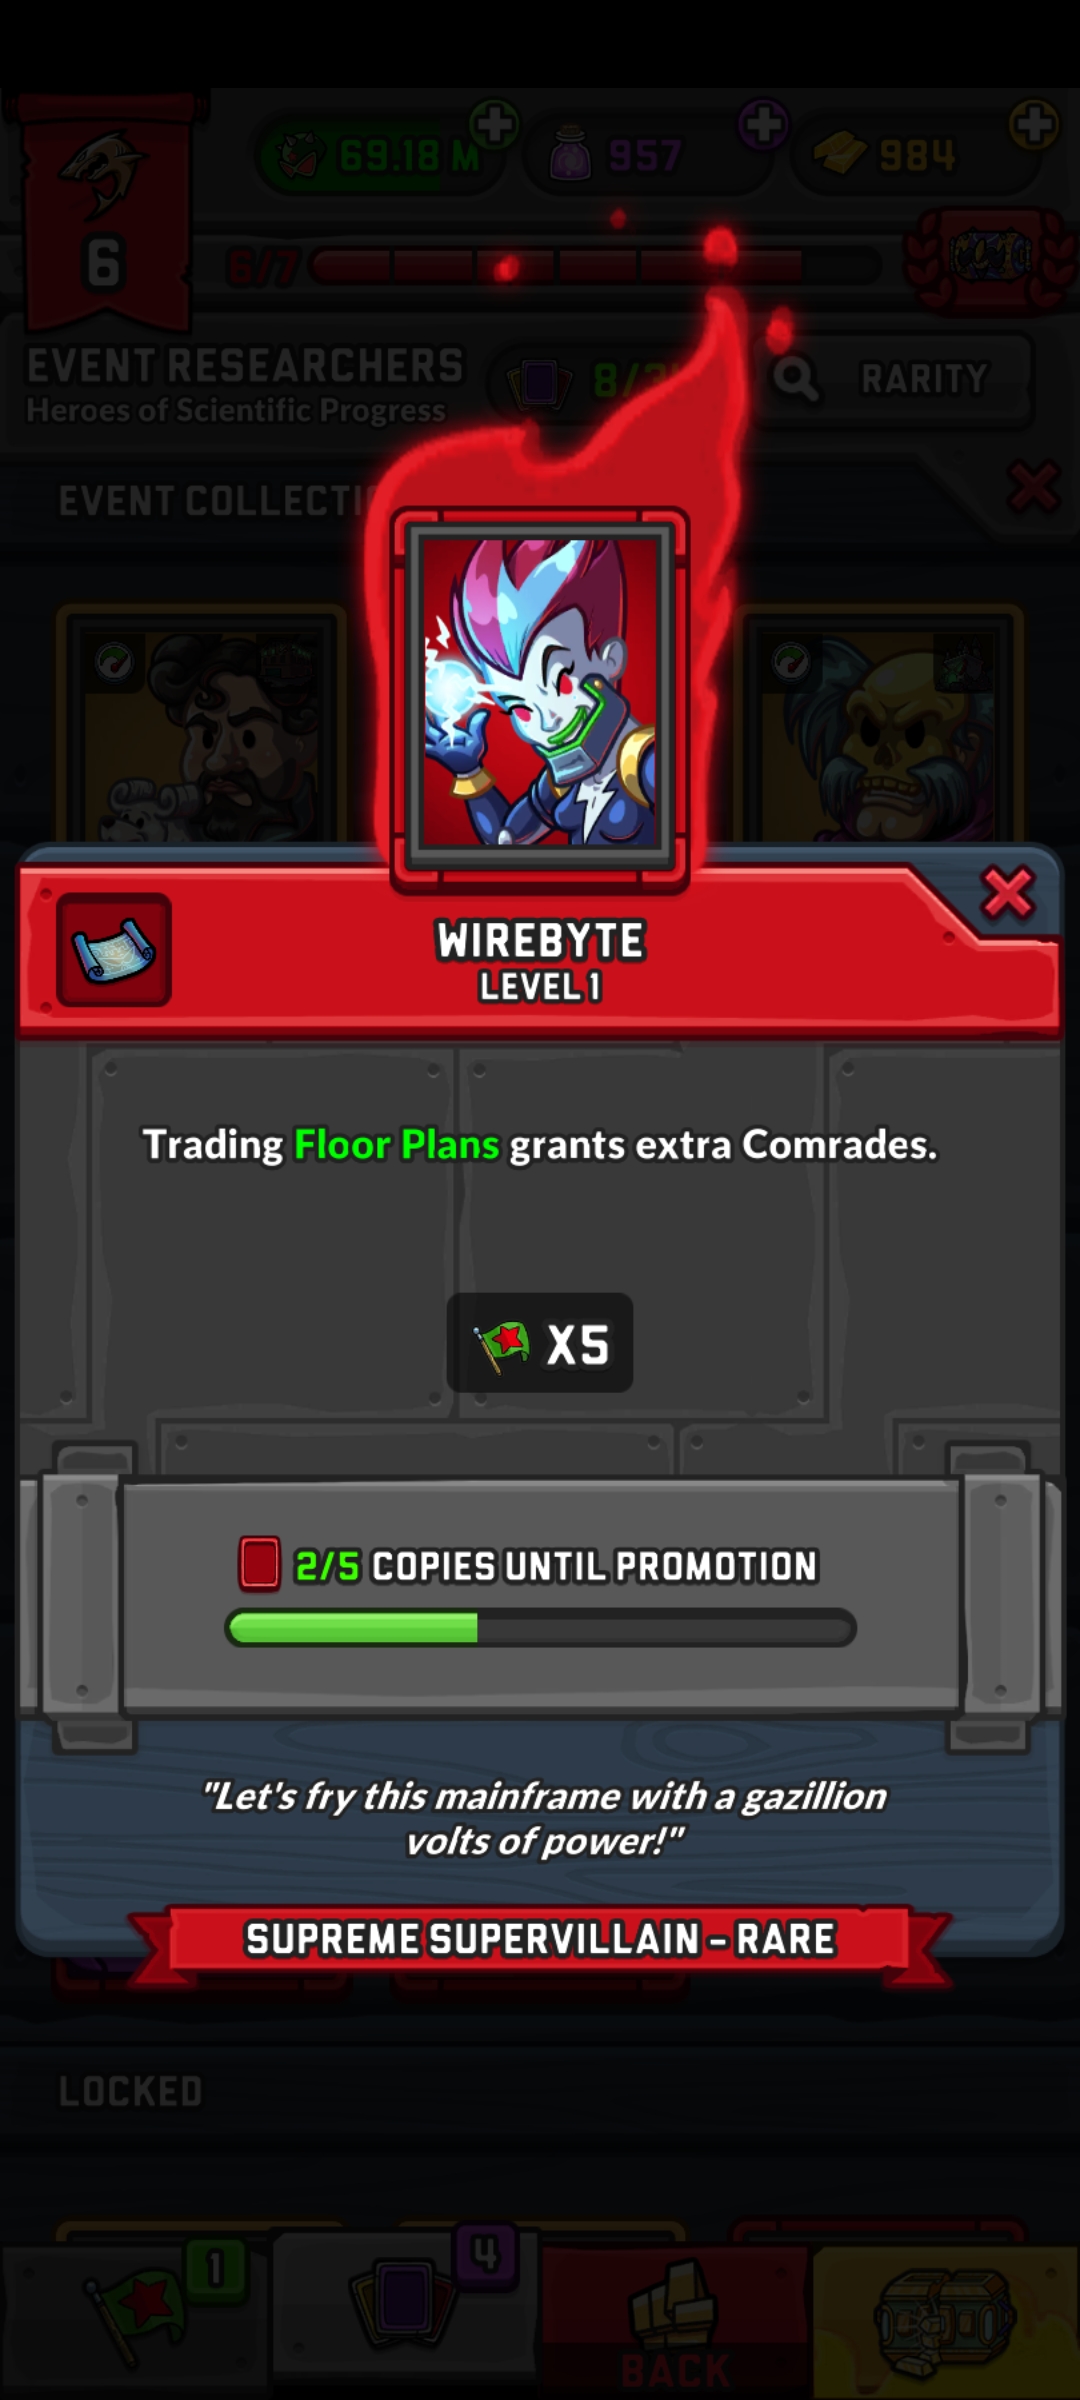 69.18 M
957
984
6
6/7
EVENT RESEARCHERS
Heroes of Scientific Progress
RARITY
WIREBYTE
LEVEL 1
Trading Floor Plans grants extra Comrades.
X5
2/5 COPIES UNTIL PROMOTION
"Let's fry this mainframe with a gazillion
volts of power!"
SUPREME SUPERVILLAIN - RARE
LOCKED
1
4
BACK